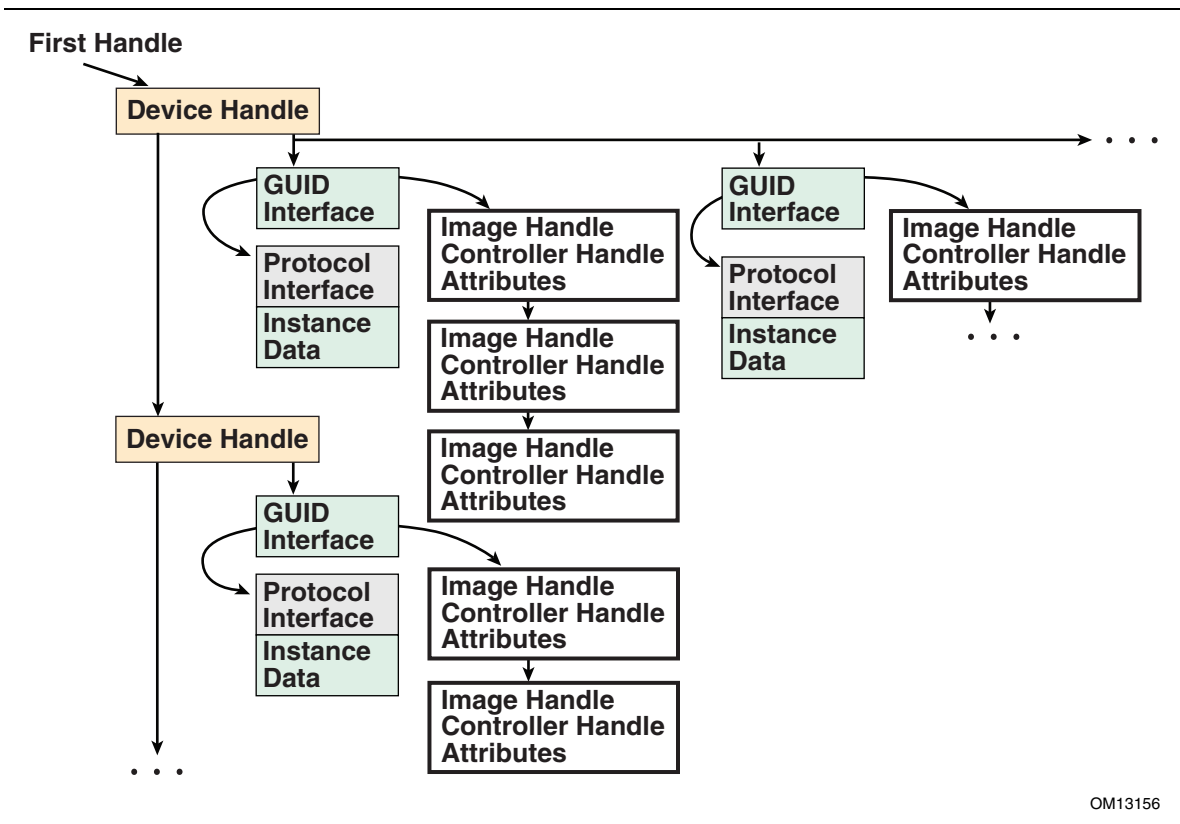 First Handle
Device Handle
. . .
GUID
Interface
Image Handle
Controller Handle
Attributes
Protocol
Interface
Instance
Data
Image Handle
Controller Handle
Attributes
Image Handle
Controller Handle
Attributes
GUID
Interface
Image Handle
Controller Handle
Attributes
. . .
Protocol
Interface
Instance
Data
Device Handle
GUID
Interface
Protocol
Interface
Instance
Data
Image Handle
Controller Handle
Attributes
Image Handle
Controller Handle
Attributes
. . .
OM13156